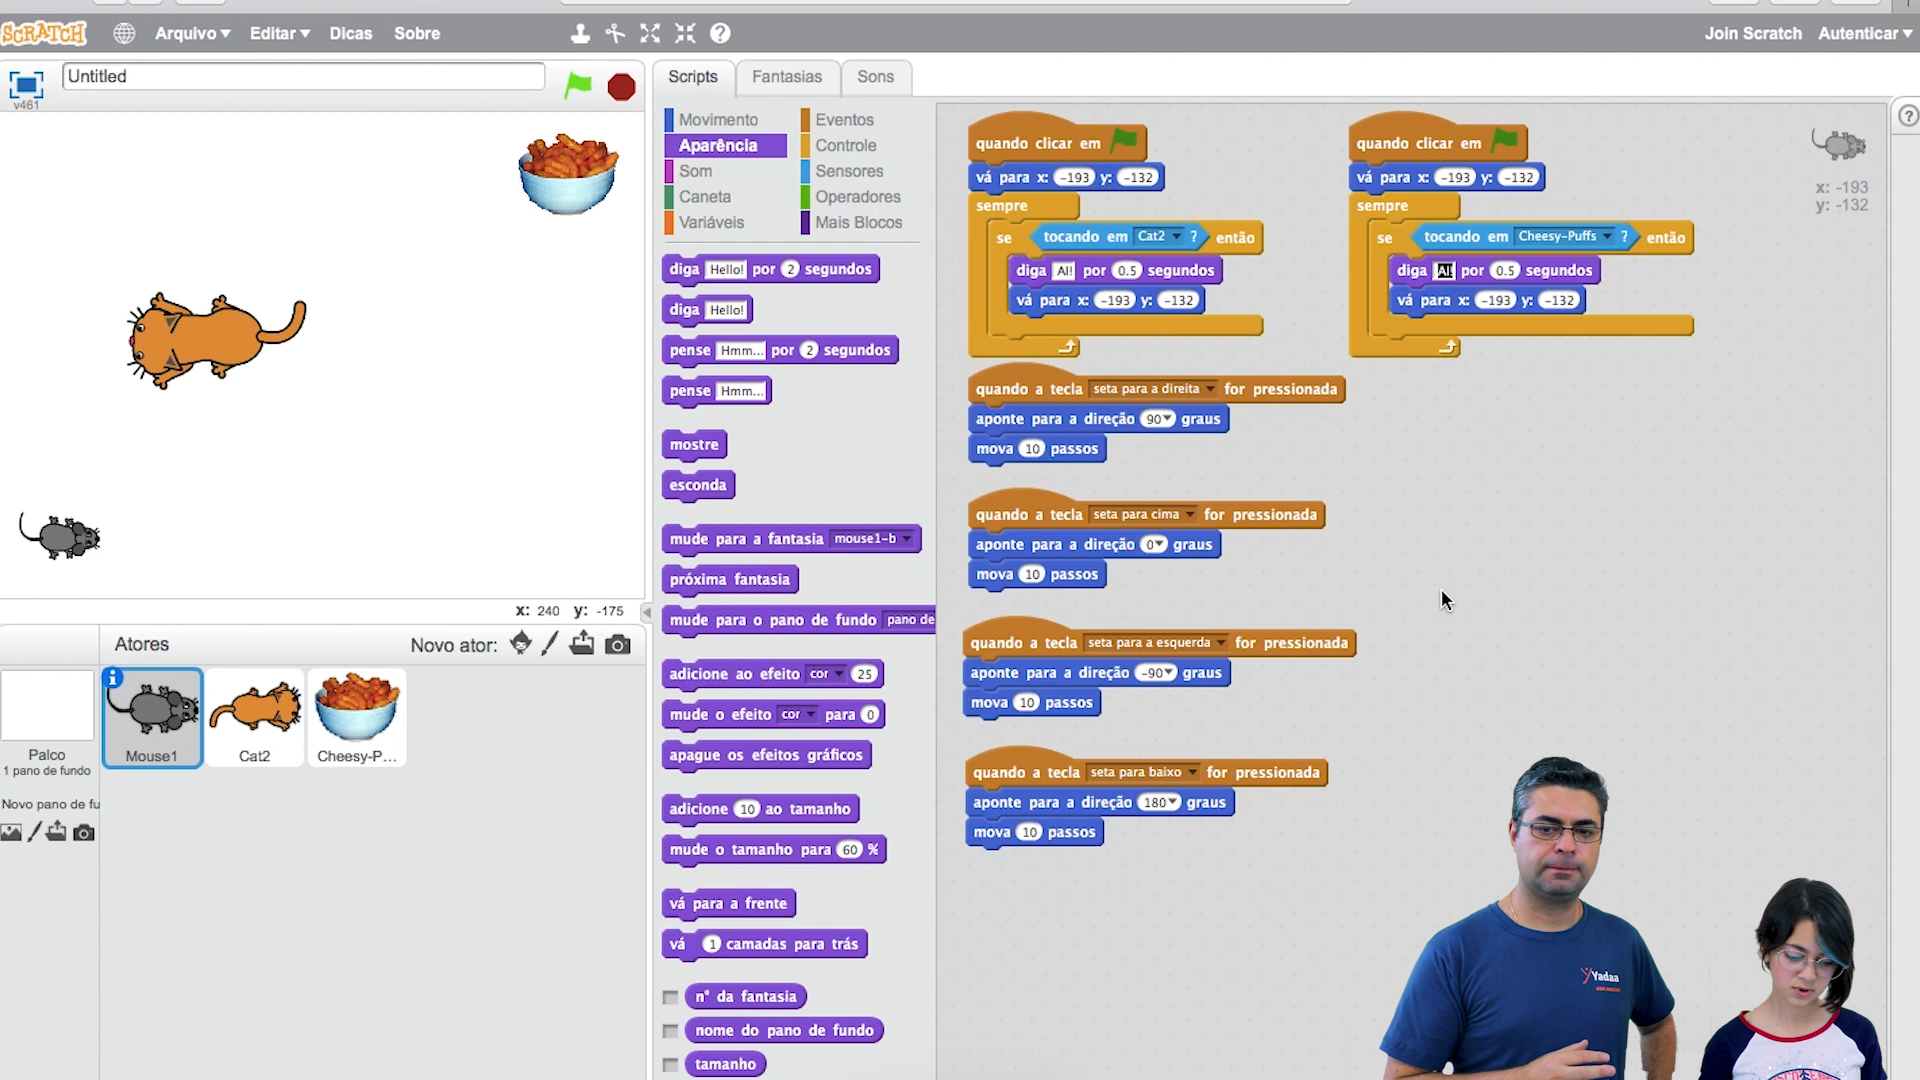 SCRATCH
Arquivo
Editar
Dicas
Sobre
Join Scratch
Autenticar
v461
Untitled
Scripts
Fantasias
Sons
Movimento
Aparência
Som
Caneta
Variáveis
Eventos
Controle
Sensores
Operadores
Mais Blocos
diga Hello! por 2 segundos
diga Hello!
pense Hmm... por 2 segundos
pense Hmm...
mostre
esconda
mude para a fantasia mouse1-b
próxima fantasia
mude para o pano de fundo pano de
adicione ao efeito cor 25
mude o efeito cor para 0
apague os efeitos gráficos
adicione 10 ao tamanho
mude o tamanho para 60 %
vá para a frente
vá 1 camadas para trás
nº da fantasia
nome do pano de fundo
tamanho
quando clicar em
vá para x: -193 y: -132
sempre
se tocando em Cat2 ? então
diga AI! por 0.5 segundos
vá para x: -193 y: -132
quando clicar em
vá para x: -193 y: -132
sempre
se tocando em Cheesy-Puffs ? então
diga AI! por 0.5 segundos
vá para x: -193 y: -132
x: -193
y: -132
quando a tecla seta para a direita for pressionada
aponte para a direção 90 graus
mova 10 passos
quando a tecla seta para cima for pressionada
aponte para a direção 0 graus
mova 10 passos
quando a tecla seta para a esquerda for pressionada
aponte para a direção -90 graus
mova 10 passos
quando a tecla seta para baixo for pressionada
aponte para a direção 180 graus
mova 10 passos
x: 240 y: -175
Atores
Novo ator:
Palco
1 pano de fundo
Novo pano de fu
Mouse1
Cat2
Cheesy-P...
Yadaa